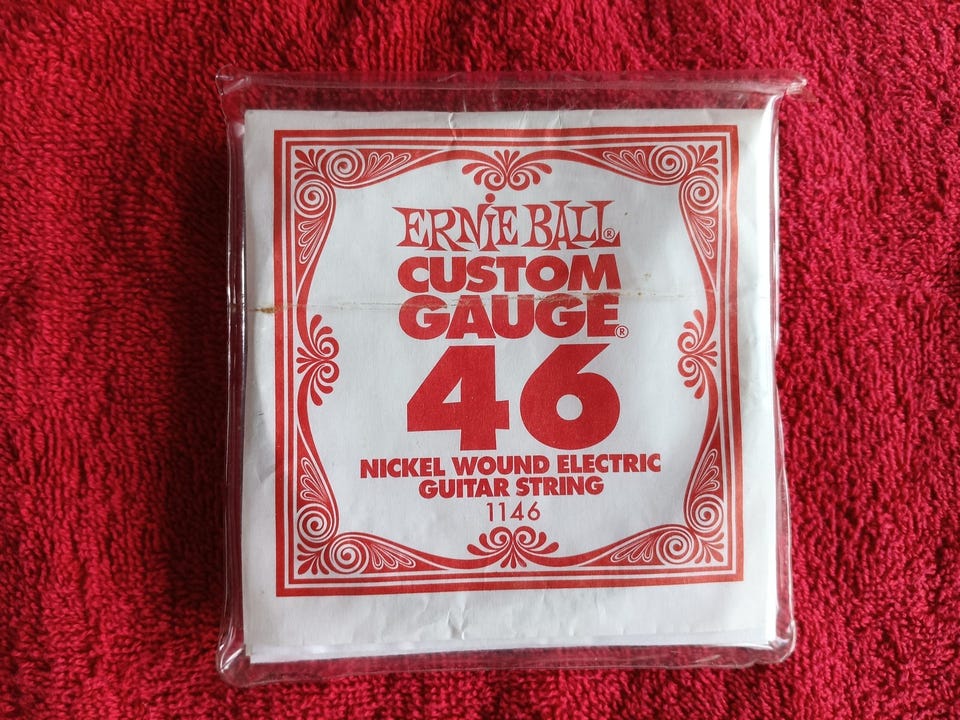 ERNiE BALL®
CUSTOM
GAUGE®
46
NICKEL WOUND ELECTRIC
GUITAR STRING
1146